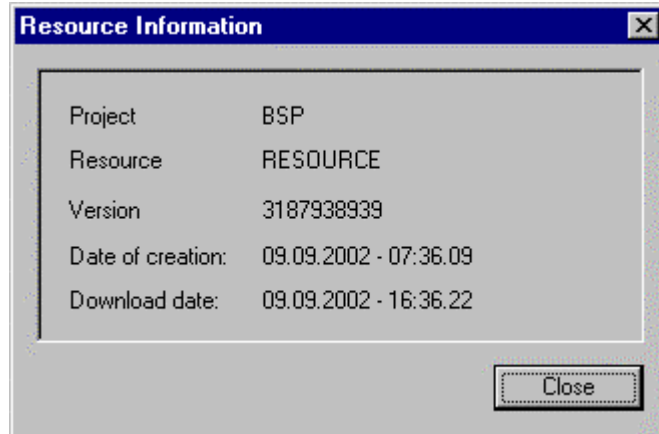 Resource Information
Project BSP
Resource RESOURCE
Version 3187938939
Date of creation: 09.09.2002 - 07:36.09
Download date: 09.09.2002 - 16:36.22
Close